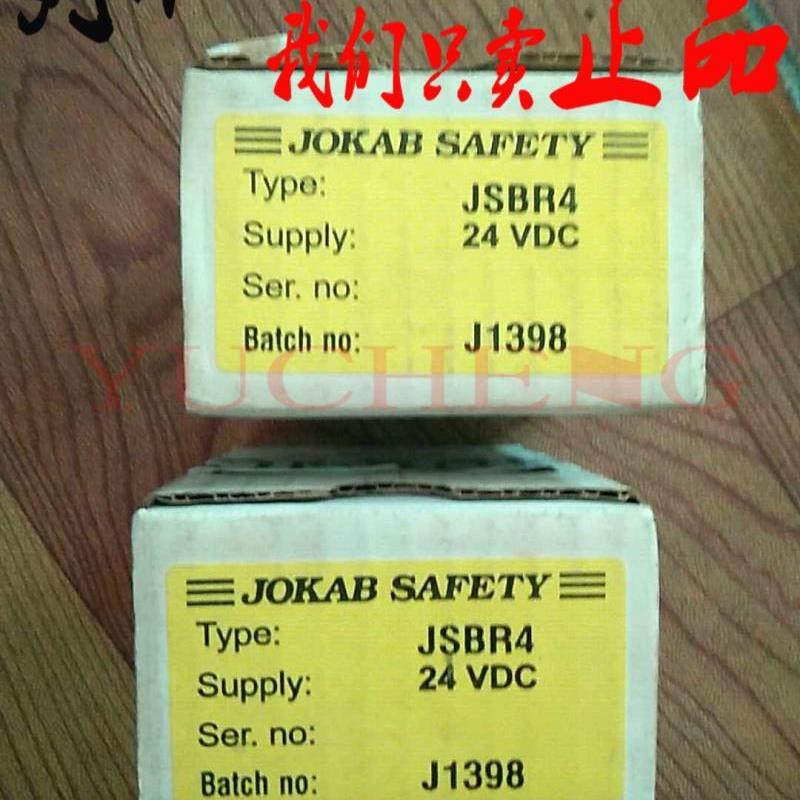 我们只卖正品
JOKAB SAFETY
Type: JSBR4
Supply: 24 VDC
Ser. no:
Batch no: J1398
YUCHENG
JOKAB SAFETY
Type: JSBR4
Supply: 24 VDC
Ser. no:
Batch no: J1398